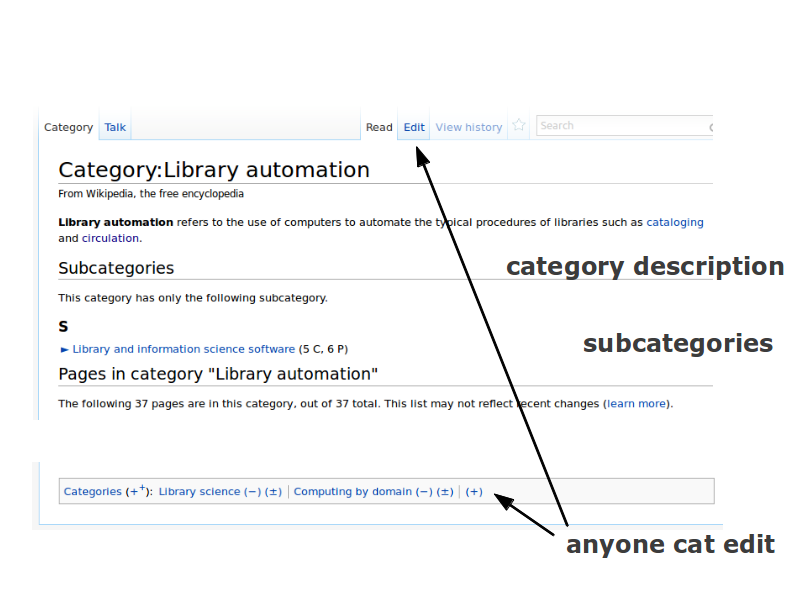 Category Talk Read Edit View history Search
Category:Library automation
From Wikipedia, the free encyclopedia
Library automation refers to the use of computers to automate the typical procedures of libraries such as cataloging
and circulation.
category description
Subcategories
This category has only the following subcategory.
S
subcategories
► Library and information science software (5 C, 6 P)
Pages in category "Library automation"
The following 37 pages are in this category, out of 37 total. This list may not reflect recent changes (learn more).
Categories (++): Library science (−) (±) | Computing by domain (−) (±) | (+)
anyone cat edit